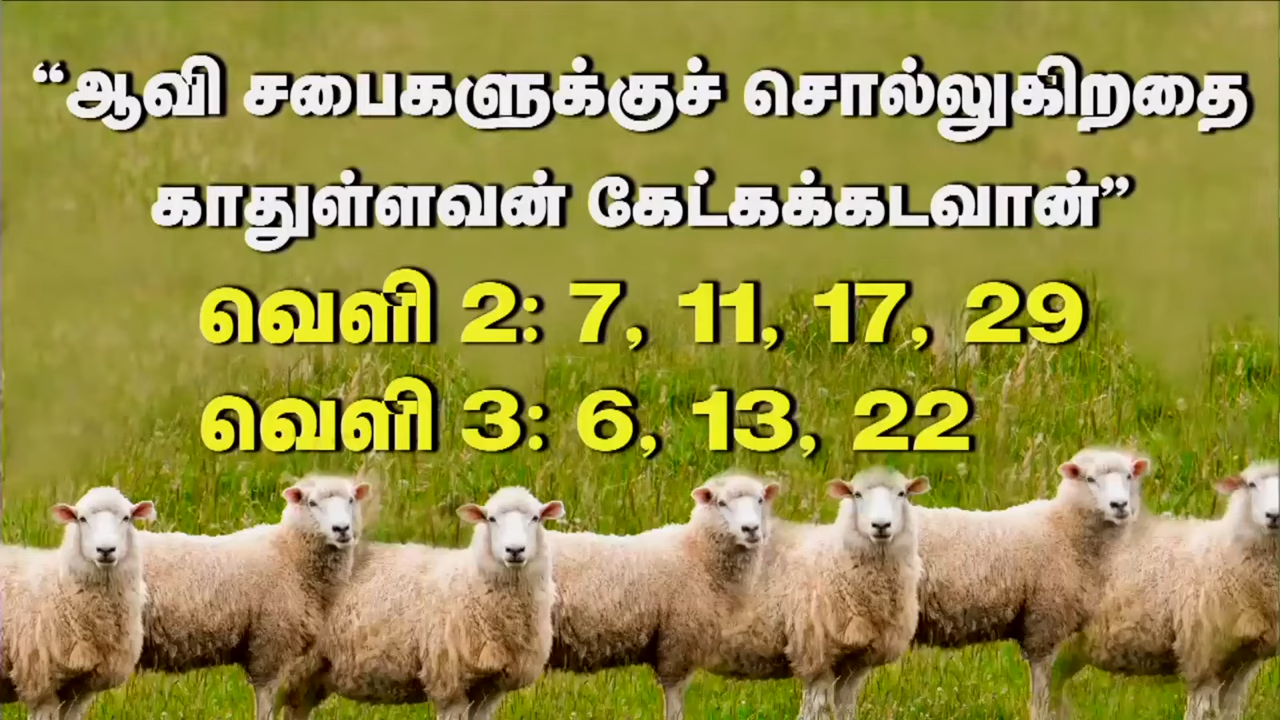 “ஆவி சபைகளுக்குச் சொல்லுகிறதை
காதுள்ளவன் கேட்கக்கடவான்”
வெளி 2: 7, 11, 17, 29
வெளி 3: 6, 13, 22